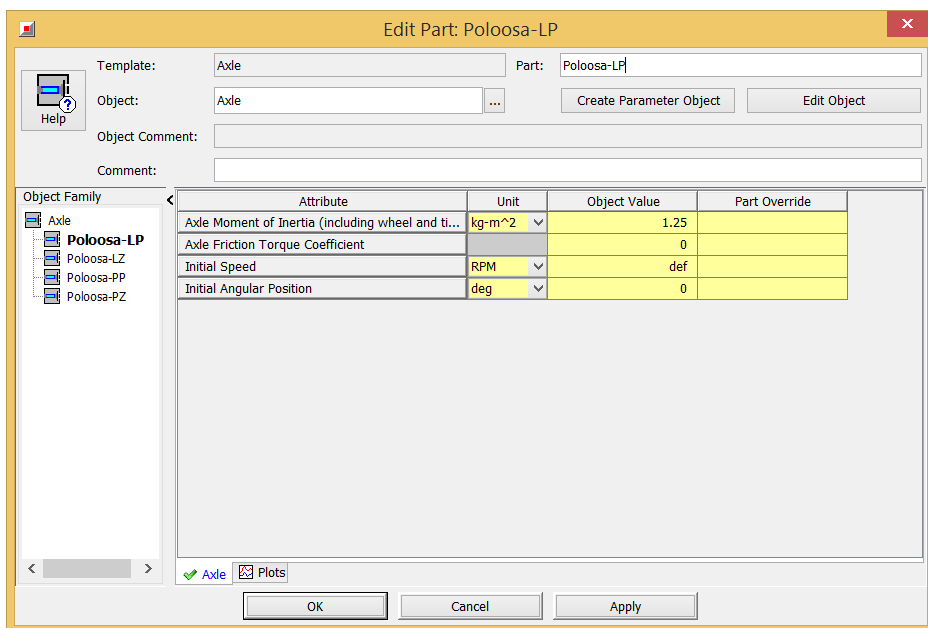 Edit Part: Poloosa-LP
Template: Axle Part: Poloosa-LP
Help
Object: Axle ... Create Parameter Object Edit Object
Object Comment:
Comment:
Object Family
Axle
Poloosa-LP
Poloosa-LZ
Poloosa-PP
Poloosa-PZ
Attribute Unit Object Value Part Override
Axle Moment of Inertia (including wheel and ti... kg-m^2 1.25
Axle Friction Torque Coefficient 0
Initial Speed RPM def
Initial Angular Position deg 0
Axle Plots
OK Cancel Apply